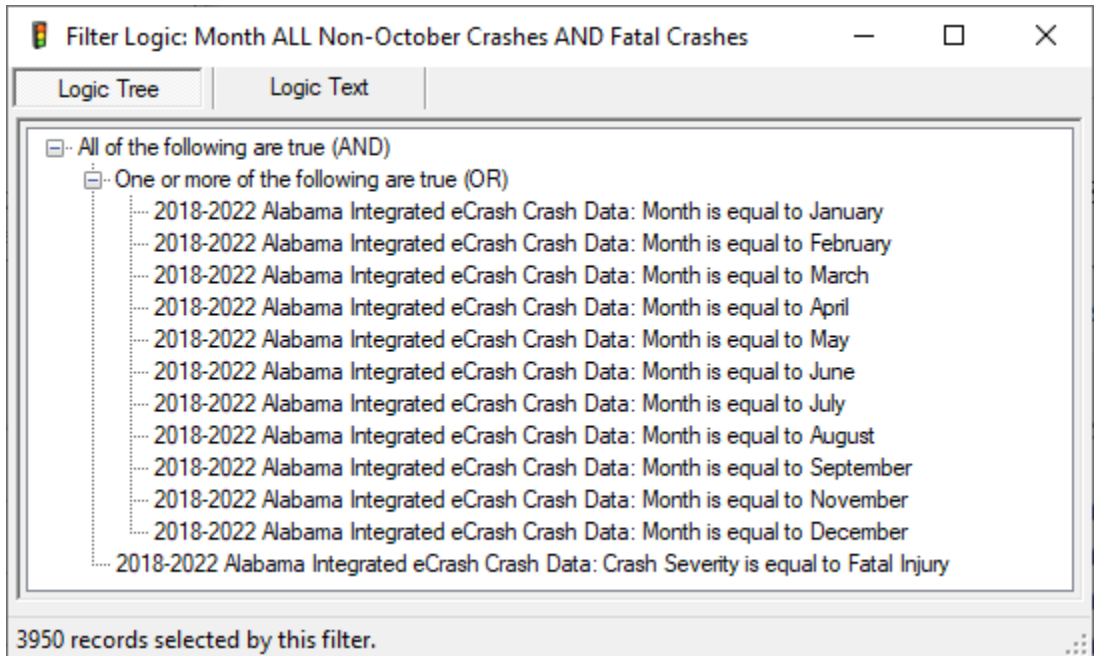 Filter Logic: Month ALL Non-October Crashes AND Fatal Crashes
Logic Tree Logic Text
All of the following are true (AND)
One or more of the following are true (OR)
2018-2022 Alabama Integrated eCrash Crash Data: Month is equal to January
2018-2022 Alabama Integrated eCrash Crash Data: Month is equal to February
2018-2022 Alabama Integrated eCrash Crash Data: Month is equal to March
2018-2022 Alabama Integrated eCrash Crash Data: Month is equal to April
2018-2022 Alabama Integrated eCrash Crash Data: Month is equal to May
2018-2022 Alabama Integrated eCrash Crash Data: Month is equal to June
2018-2022 Alabama Integrated eCrash Crash Data: Month is equal to July
2018-2022 Alabama Integrated eCrash Crash Data: Month is equal to August
2018-2022 Alabama Integrated eCrash Crash Data: Month is equal to September
2018-2022 Alabama Integrated eCrash Crash Data: Month is equal to November
2018-2022 Alabama Integrated eCrash Crash Data: Month is equal to December
2018-2022 Alabama Integrated eCrash Crash Data: Crash Severity is equal to Fatal Injury
3950 records selected by this filter.